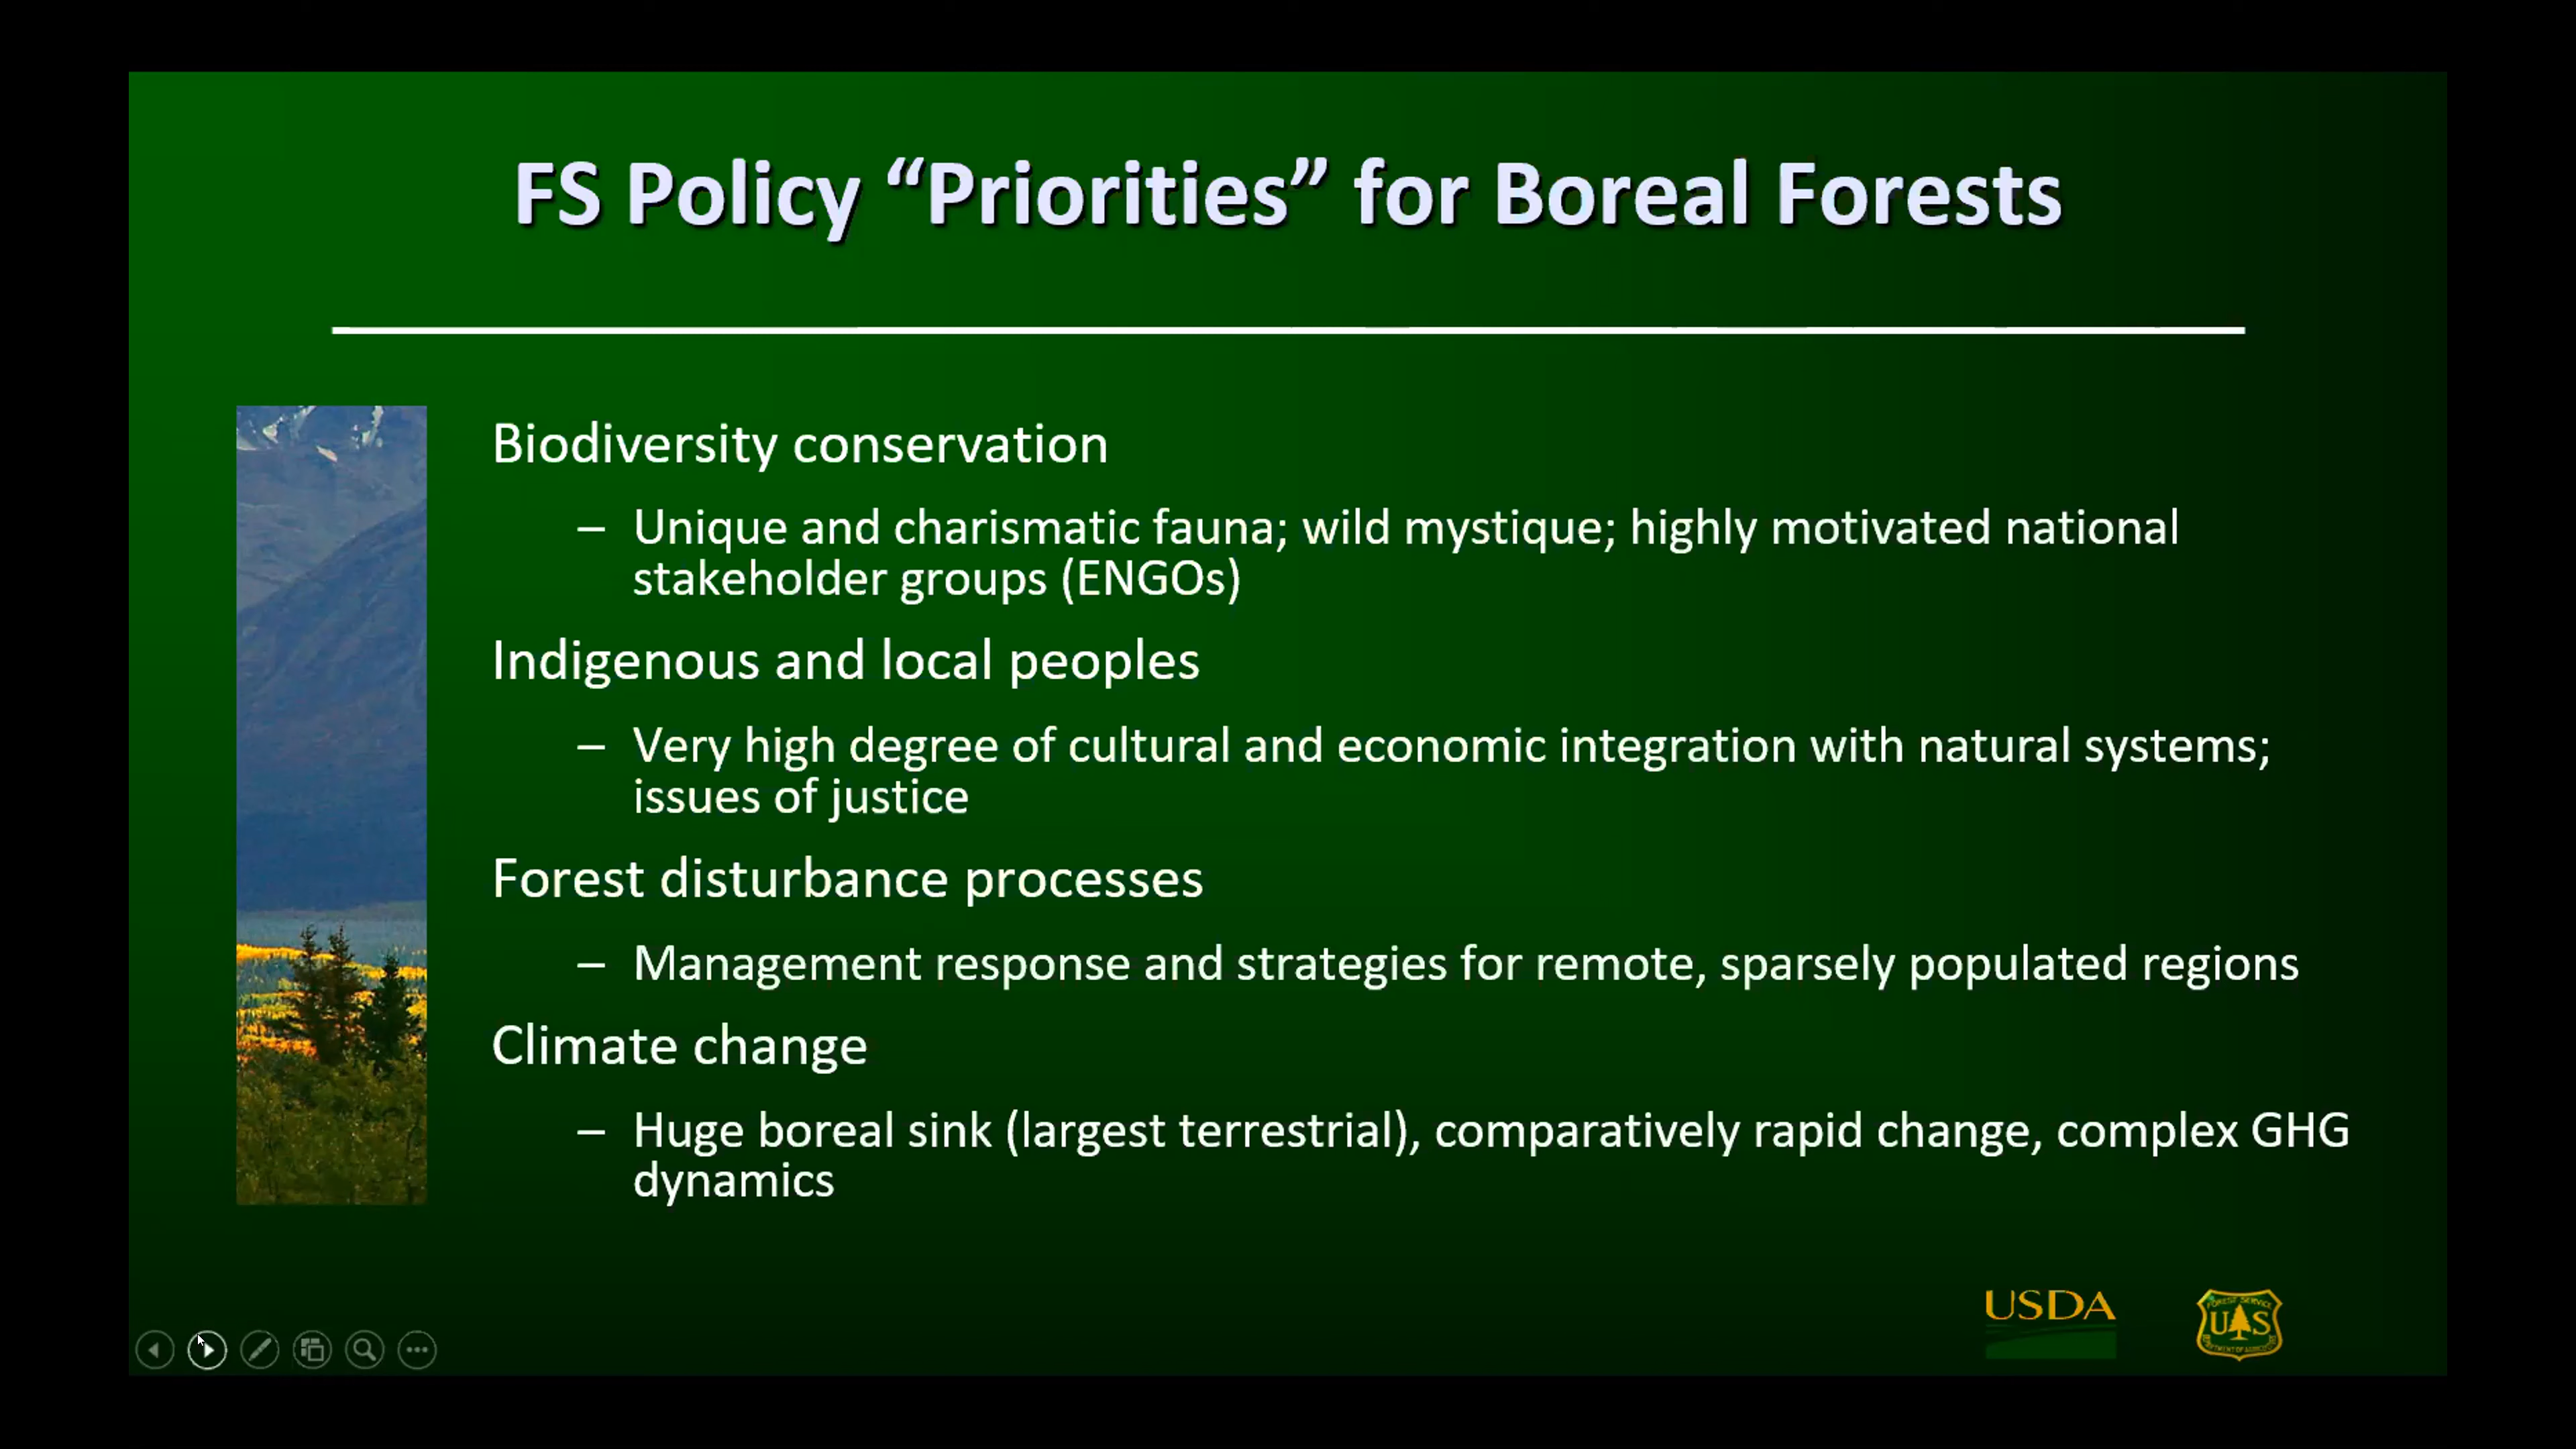 FS Policy “Priorities” for Boreal Forests
Biodiversity conservation
– Unique and charismatic fauna; wild mystique; highly motivated national
stakeholder groups (ENGOs)
Indigenous and local peoples
– Very high degree of cultural and economic integration with natural systems;
issues of justice
Forest disturbance processes
– Management response and strategies for remote, sparsely populated regions
Climate change
– Huge boreal sink (largest terrestrial), comparatively rapid change, complex GHG
dynamics
USDA
FOREST SERVICE
U S